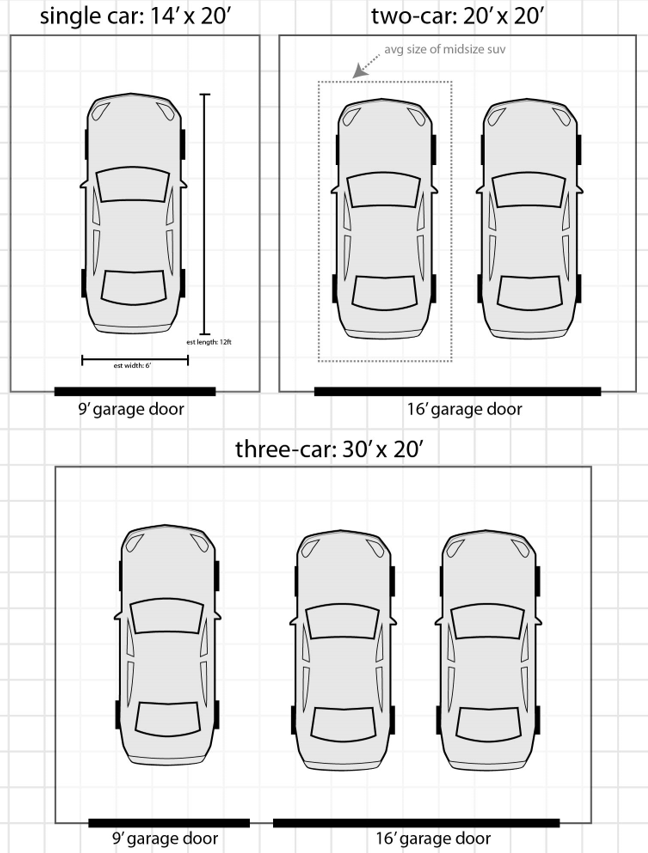 single car: 14’ x 20’
two-car: 20’ x 20’
avg size of midsize suv
est length: 12ft
est width: 6’
9’ garage door
16’ garage door
three-car: 30’ x 20’
9’ garage door
16’ garage door